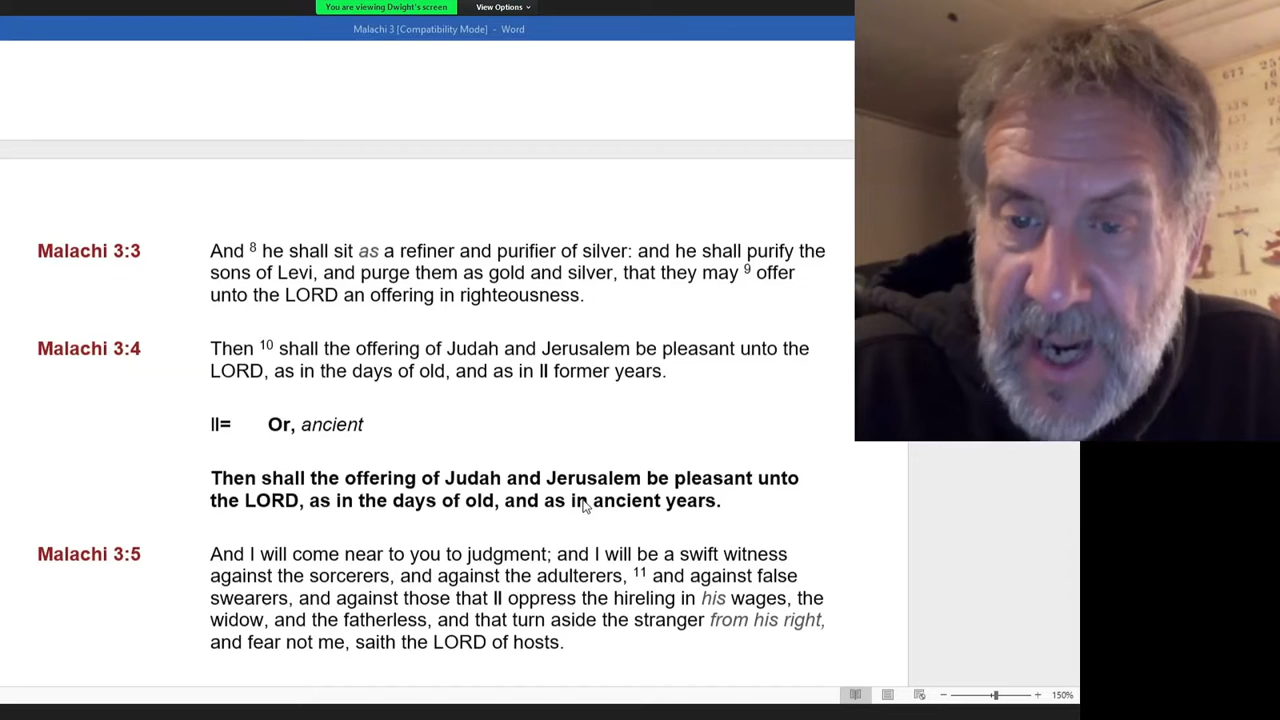 You are viewing Dwight's screen
View Options
Malachi 3 [Compatibility Mode] - Word
677
Malachi 3:3
And 8 he shall sit as a refiner and purifier of silver: and he shall purify the
sons of Levi, and purge them as gold and silver, that they may 9 offer
unto the LORD an offering in righteousness.
Malachi 3:4
Then 10 shall the offering of Judah and Jerusalem be pleasant unto the
LORD, as in the days of old, and as in ll former years.
ll= Or, ancient
Then shall the offering of Judah and Jerusalem be pleasant unto
the LORD, as in the days of old, and as in ancient years.
Malachi 3:5
And I will come near to you to judgment; and I will be a swift witness
against the sorcerers, and against the adulterers, 11 and against false
swearers, and against those that ll oppress the hireling in his wages, the
widow, and the fatherless, and that turn aside the stranger from his right,
and fear not me, saith the LORD of hosts.
150%